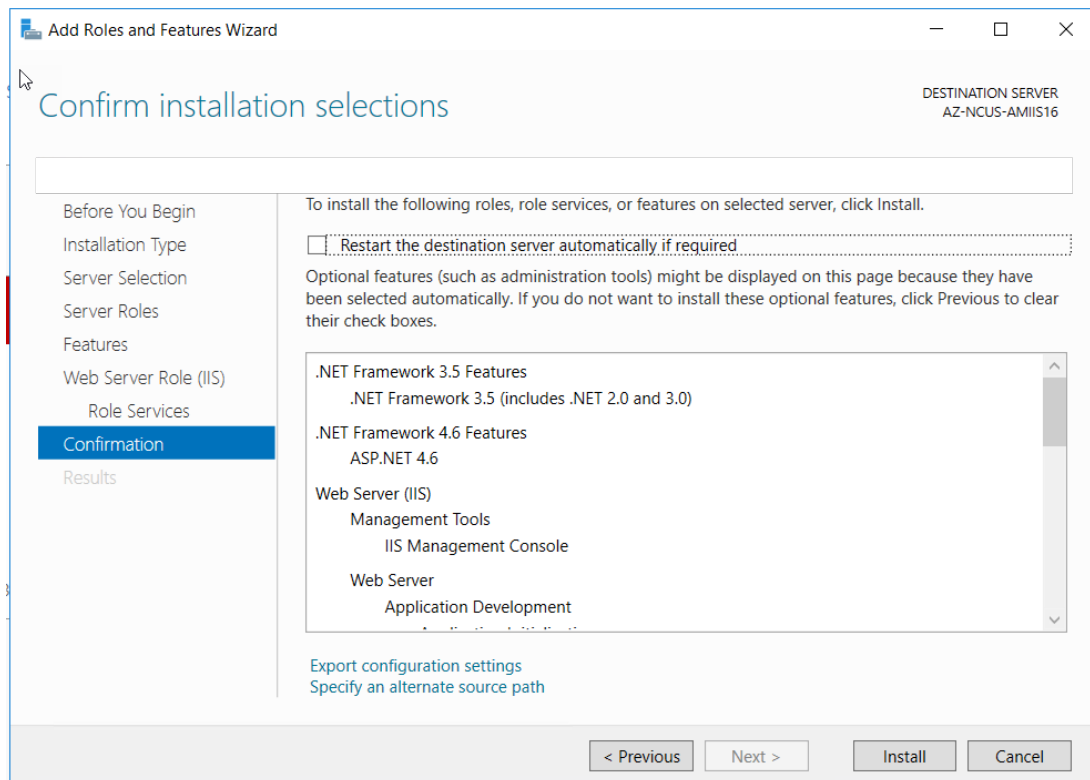 Add Roles and Features Wizard
Confirm installation selections
DESTINATION SERVER
AZ-NCUS-AMIIS16
Before You Begin
Installation Type
Server Selection
Server Roles
Features
Web Server Role (IIS)
Role Services
Confirmation
Results
To install the following roles, role services, or features on selected server, click Install.
Restart the destination server automatically if required
Optional features (such as administration tools) might be displayed on this page because they have
been selected automatically. If you do not want to install these optional features, click Previous to clear
their check boxes.
.NET Framework 3.5 Features
.NET Framework 3.5 (includes .NET 2.0 and 3.0)
.NET Framework 4.6 Features
ASP.NET 4.6
Web Server (IIS)
Management Tools
IIS Management Console
Web Server
Application Development
Export configuration settings
Specify an alternate source path
< Previous
Next >
Install
Cancel